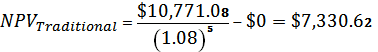 NPV_Traditional = $10,771.08 / (1.08)^5 − $0 = $7,330.62